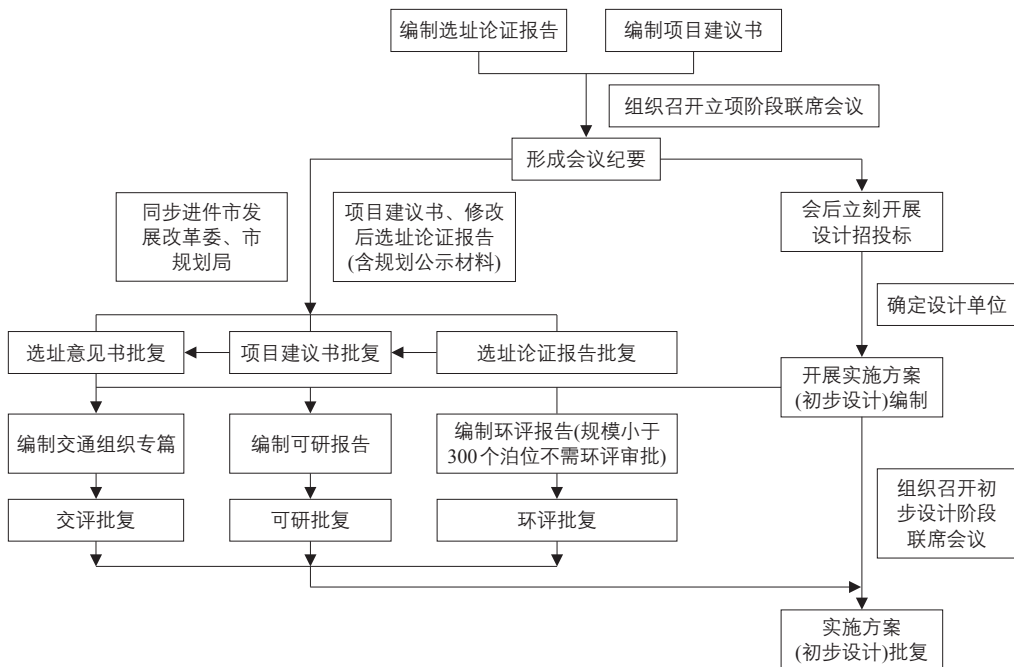 编制选址论证报告
编制项目建议书
组织召开立项阶段联席会议
形成会议纪要
同步进件市发
展改革委、市
规划局
项目建议书、修改
后选址论证报告
(含规划公示材料)
会后立刻开展
设计招投标
确定设计单位
选址意见书批复
项目建议书批复
选址论证报告批复
开展实施方案
(初步设计)编制
编制交通组织专篇
编制可研报告
编制环评报告(规模小于
300个泊位不需环评审批)
组织召开初
步设计阶段
联席会议
交评批复
可研批复
环评批复
实施方案
(初步设计)批复